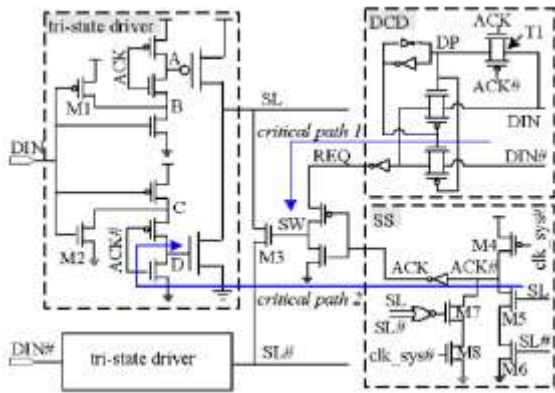 tri-state driver
DCD
ACK
T1
DP
A
ACK
ACK#
M1
B
SL
DIN
critical path 1
DIN
REQ
DIN#
C
SW
SS
M2
ACK#
D
M3
M4
clk_sys#
ACK
ACK#
SL
critical path 2
SL
M7
M5
SL#
SL#
DIN#
tri-state driver
SL#
clk_sys#
M8
M6